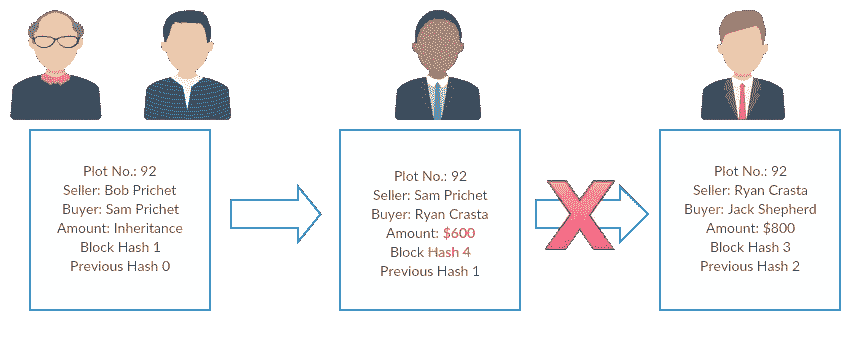 Plot No.: 92
Seller: Bob Prichet
Buyer: Sam Prichet
Amount: Inheritance
Block Hash 1
Previous Hash 0
Plot No.: 92
Seller: Sam Prichet
Buyer: Ryan Crasta
Amount: $600
Block Hash 4
Previous Hash 1
X
Plot No.: 92
Seller: Ryan Crasta
Buyer: Jack Shepherd
Amount: $800
Block Hash 3
Previous Hash 2